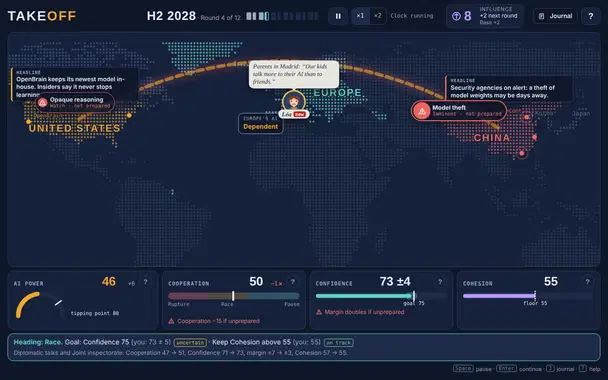 TAKEOFF
H2 2028 · Round 4 of 12
×1 ×2 Clock running
8 INFLUENCE
+2 next round
Base +2
Journal
?
HEADLINE
OpenBrain keeps its newest model in-
house. Insiders say it never stops
learning.
Opaque reasoning
Watch · not prepared
UNITED STATES
Parents in Madrid: "Our kids
talk more to their AI than to
friends."
Léa
EUROPE
EUROPE'S AI
Dependent
HEADLINE
Security agencies on alert: a theft of
model weights may be days away.
Model theft
Imminent · not prepared
Japan
CHINA
AI POWER 46 +6 ?
tipping point 80
COOPERATION 50 ?
Rupture Race Pause
Cooperation −15 if unprepared
CONFIDENCE 73 ±4 ?
goal 75
Margin doubles if unprepared
COHESION 55 ?
floor 55
Heading: Race. Goal: Confidence 75 (you: 73 ± 5) uncertain · Keep Cohesion above 55 (you: 55) on track
Diplomatic talks and Joint inspectorate: Cooperation 47 → 51, Confidence 71 → 73, margin ±7 → ±3, Cohesion 57 → 55.
Space pause · Enter continue · J journal · ? help